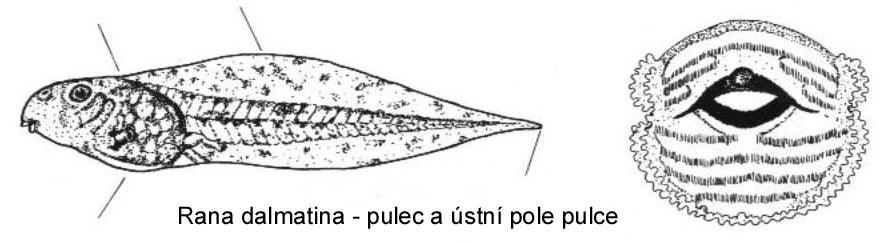 Rana dalmatina - pulec a ústní pole pulce